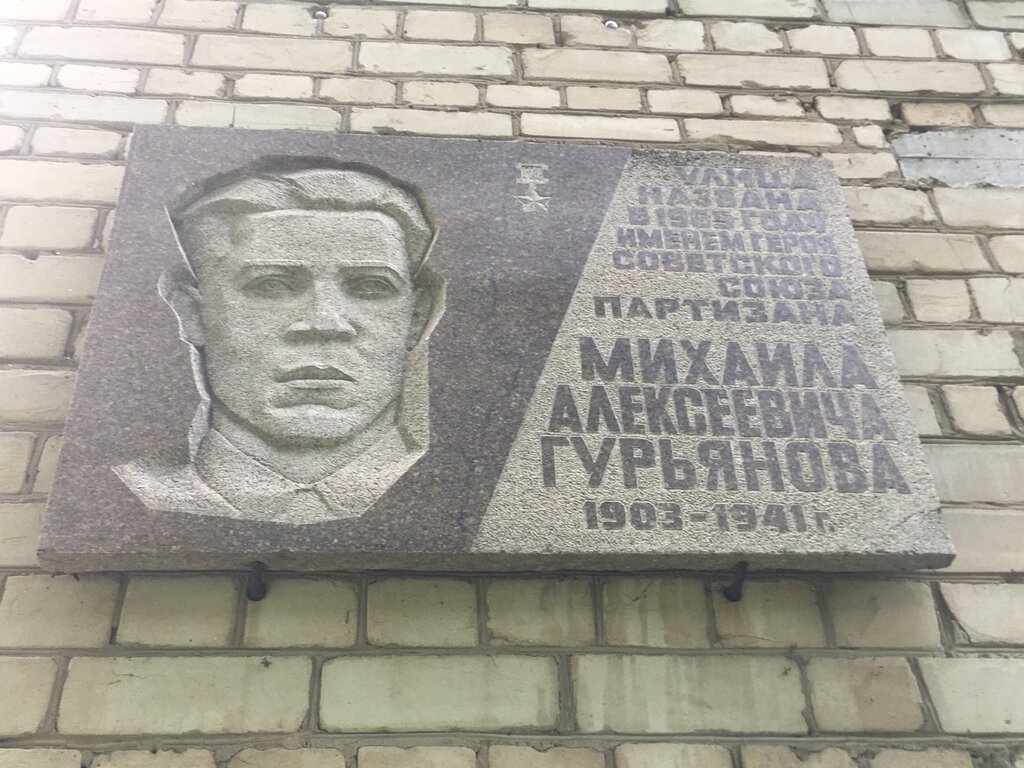 УЛИЦА
НАЗВАНА
В 1965 ГОДУ
ИМЕНЕМ ГЕРОЯ
СОВЕТСКОГО
СОЮЗА
ПАРТИЗАНА
МИХАИЛА
АЛЕКСЕЕВИЧА
ГУРЬЯНОВА
1903-1941 г.